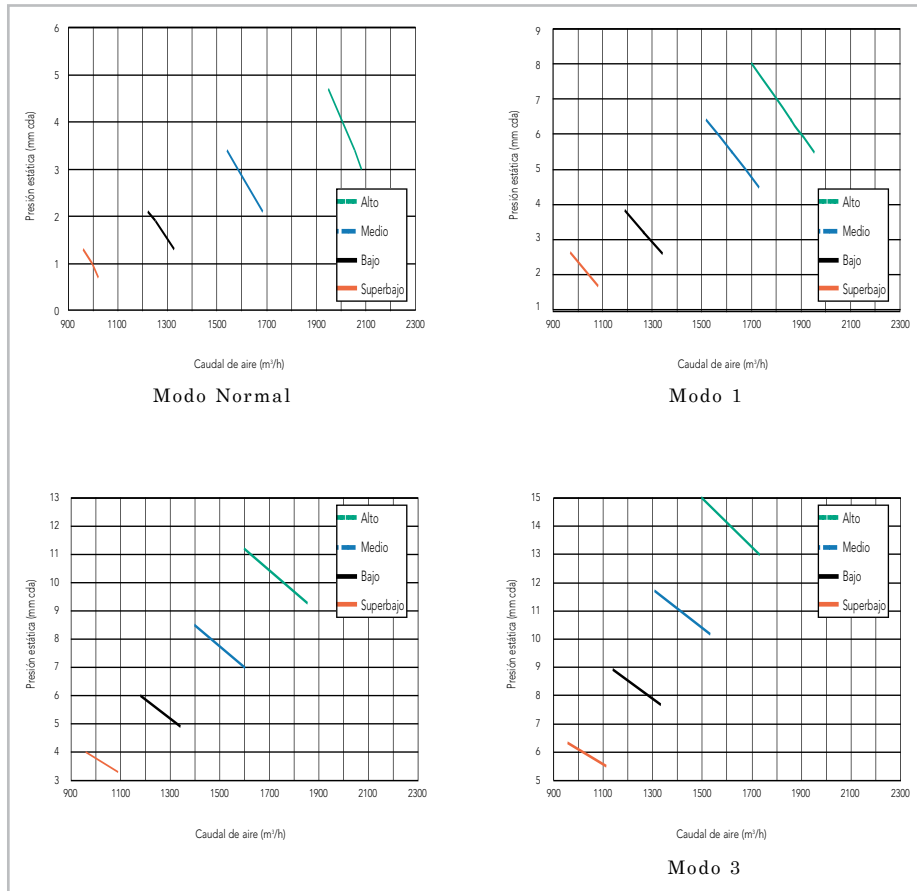 6
5
4
3
2
1
0
Presión estática (mm cda)
900 1100 1300 1500 1700 1900 2100 2300
Caudal de aire (m³/h)
Alto
Medio
Bajo
Superbajo
Modo Normal
9
8
7
6
5
4
3
2
1
Presión estática (mm cda)
900 1100 1300 1500 1700 1900 2100 2300
Caudal de aire (m³/h)
Alto
Medio
Bajo
Superbajo
Modo 1
13
12
11
10
9
8
7
6
5
4
3
Presión estática (mm cda)
900 1100 1300 1500 1700 1900 2100 2300
Caudal de aire (m³/h)
Alto
Medio
Bajo
Superbajo
15
14
13
12
11
10
9
8
7
6
5
Presión estática (mm cda)
900 1100 1300 1500 1700 1900 2100 2300
Caudal de aire (m³/h)
Alto
Medio
Bajo
Superbajo
Modo 3